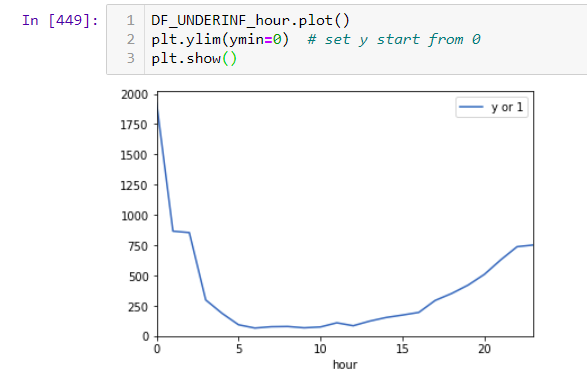 In [449]:
1 DF_UNDERINF_hour.plot()
2 plt.ylim(ymin=0)  # set y start from 0
3 plt.show()
2000
y or 1
1750
1500
1250
1000
750
500
250
0
0 5 10 15 20
hour